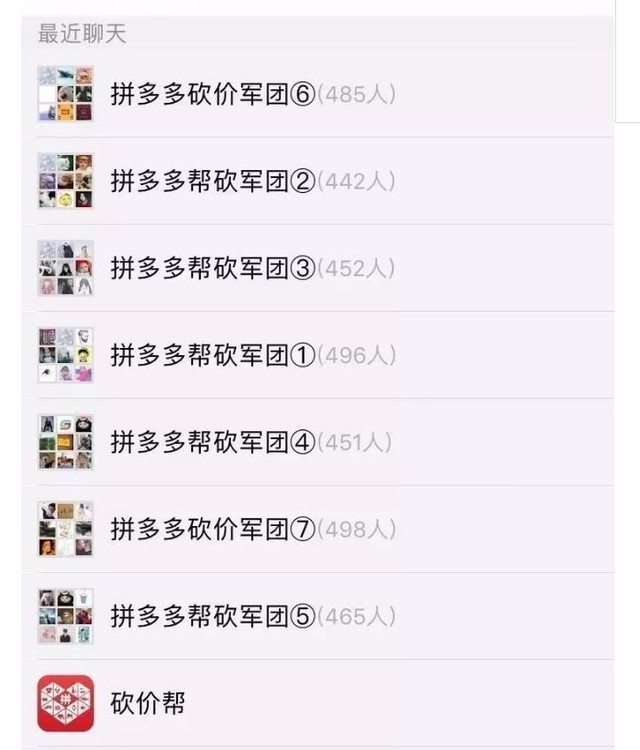 最近聊天
拼多多砍价军团⑥(485人)
拼多多帮砍军团②(442人)
拼多多帮砍军团③(452人)
拼多多帮砍军团①(496人)
拼多多帮砍军团④(451人)
拼多多砍价军团⑦(498人)
拼多多帮砍军团⑤(465人)
拼
砍价帮